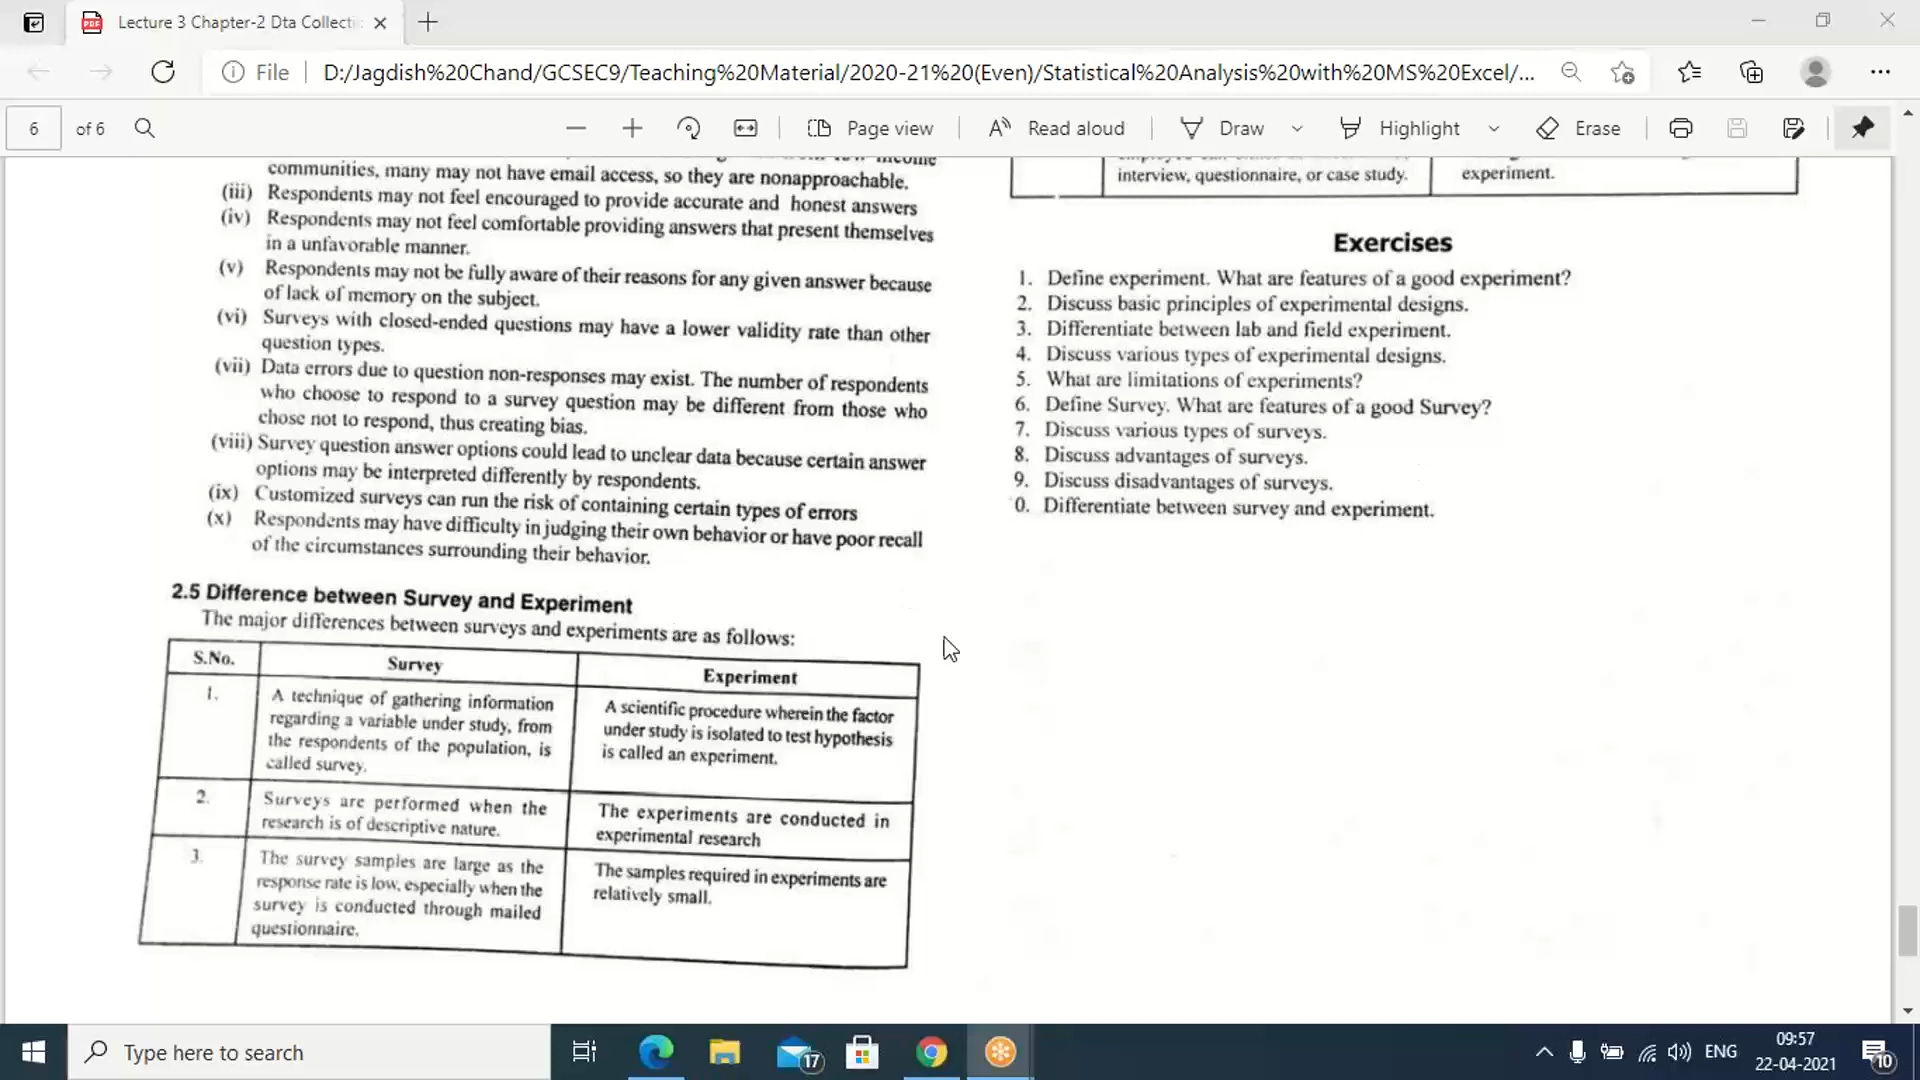 Lecture 3 Chapter-2 Dta Collecti
File
D:/Jagdish%20Chand/GCSEC9/Teaching%20Material/2020-21%20(Even)/Statistical%20Analysis%20with%20MS%20Excel/...
6 of 6
Page view
Read aloud
Draw
Highlight
Erase
income
communities, many may not have email access, so they are nonapproachable.
(iii) Respondents may not feel encouraged to provide accurate and honest answers
(iv) Respondents may not feel comfortable providing answers that present themselves
in a unfavorable manner.
(v) Respondents may not be fully aware of their reasons for any given answer because
of lack of memory on the subject.
(vi) Surveys with closed-ended questions may have a lower validity rate than other
question types.
(vii) Data errors due to question non-responses may exist. The number of respondents
who choose to respond to a survey question may be different from those who
chose not to respond, thus creating bias.
(viii) Survey question answer options could lead to unclear data because certain answer
options may be interpreted differently by respondents.
(ix) Customized surveys can run the risk of containing certain types of errors
(x) Respondents may have difficulty in judging their own behavior or have poor recall
of the circumstances surrounding their behavior.
2.5 Difference between Survey and Experiment
The major differences between surveys and experiments are as follows:
S.No.
Survey
Experiment
1.
A technique of gathering information
regarding a variable under study, from
the respondents of the population, is
called survey.
A scientific procedure wherein the factor
under study is isolated to test hypothesis
is called an experiment.
2.
Surveys are performed when the
research is of descriptive nature.
The experiments are conducted in
experimental research
3.
The survey samples are large as the
response rate is low, especially when the
survey is conducted through mailed
questionnaire.
The samples required in experiments are
relatively small.
interview, questionnaire, or case study.
experiment.
Exercises
1. Define experiment. What are features of a good experiment?
2. Discuss basic principles of experimental designs.
3. Differentiate between lab and field experiment.
4. Discuss various types of experimental designs.
5. What are limitations of experiments?
6. Define Survey. What are features of a good Survey?
7. Discuss various types of surveys.
8. Discuss advantages of surveys.
9. Discuss disadvantages of surveys.
0. Differentiate between survey and experiment.
Type here to search
17
ENG
09:57
22-04-2021
10